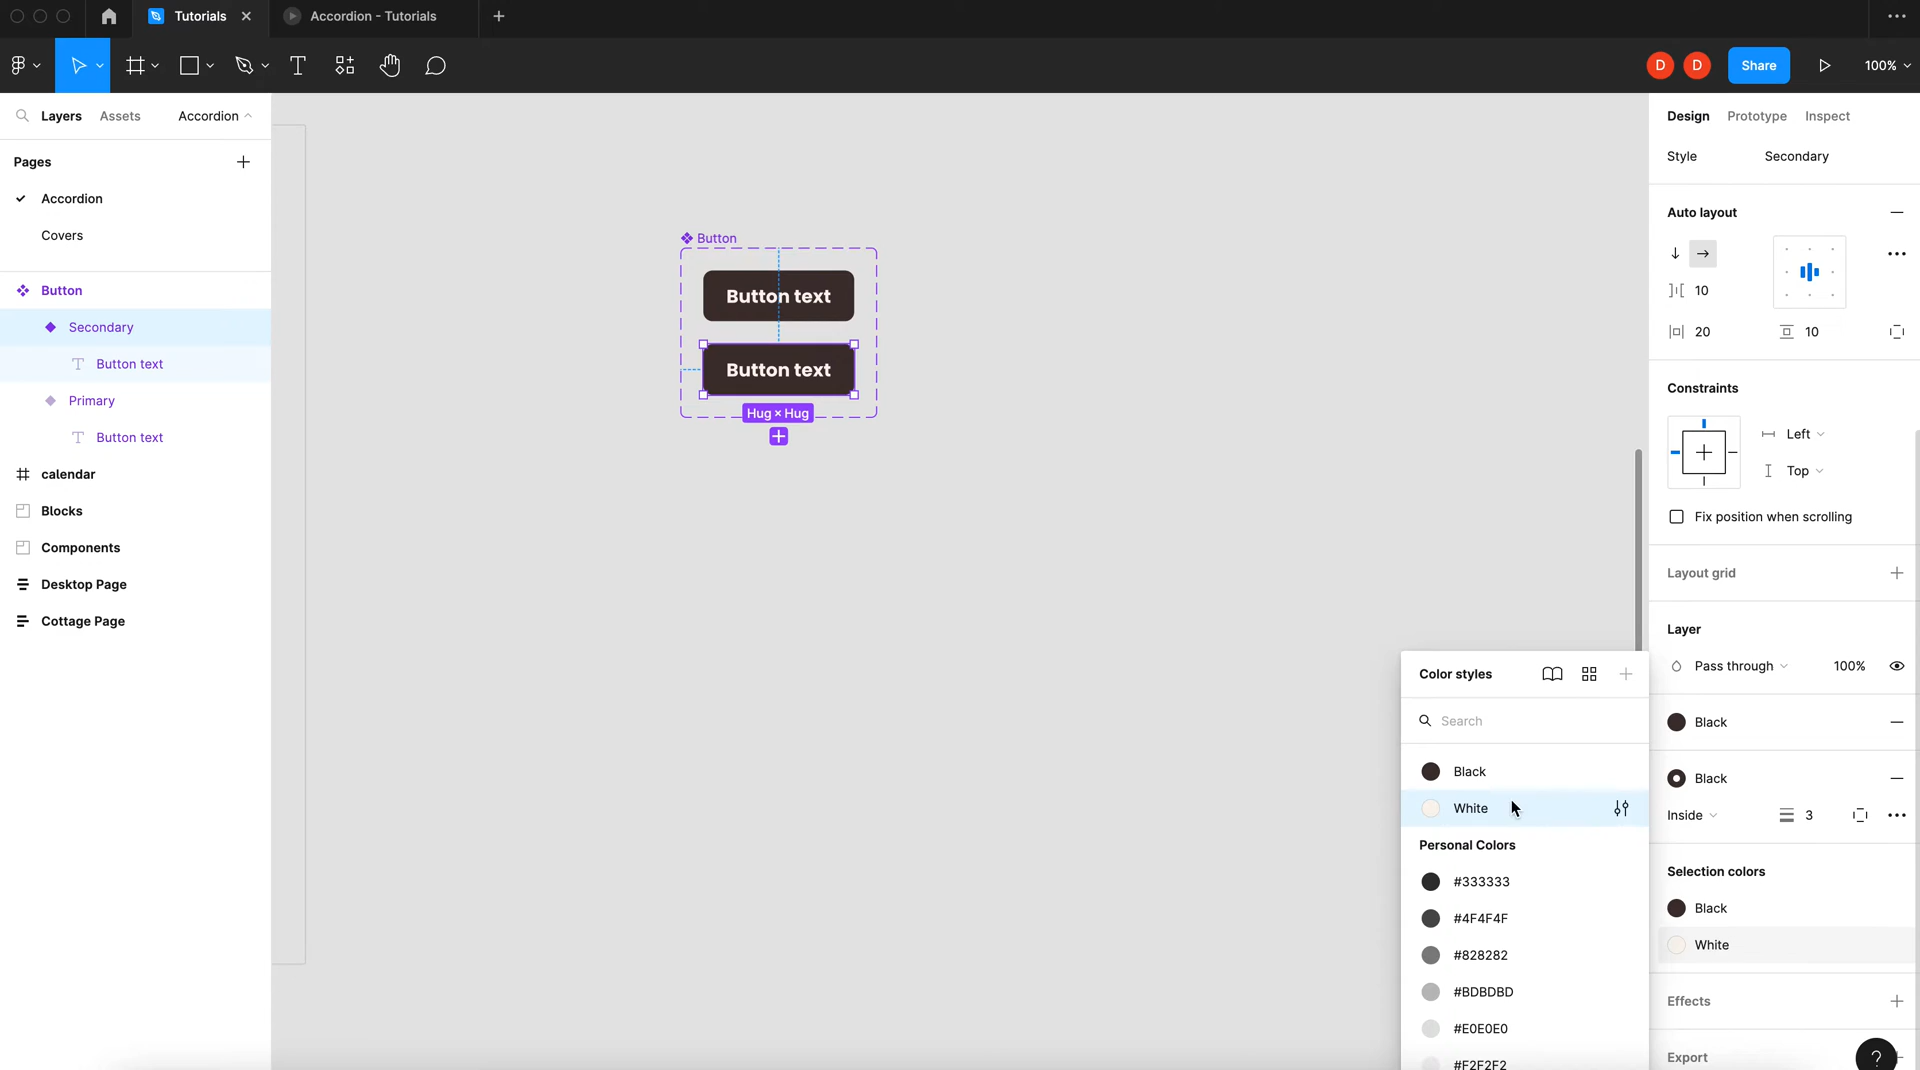 Tutorials
Accordion - Tutorials
D
D
Share
100%
Layers
Assets
Accordion
Pages
Accordion
Covers
Button
Secondary
Button text
Primary
Button text
calendar
Blocks
Components
Desktop Page
Cottage Page
Button
Button text
Button text
Hug × Hug
Design
Prototype
Inspect
Style
Secondary
Auto layout
10
20
10
Constraints
Left
Top
Fix position when scrolling
Layout grid
Layer
Pass through
100%
Black
Black
Inside
3
Selection colors
Black
White
Effects
Export
?
Color styles
Search
Black
White
Personal Colors
#333333
#4F4F4F
#828282
#BDBDBD
#E0E0E0
#F2F2F2